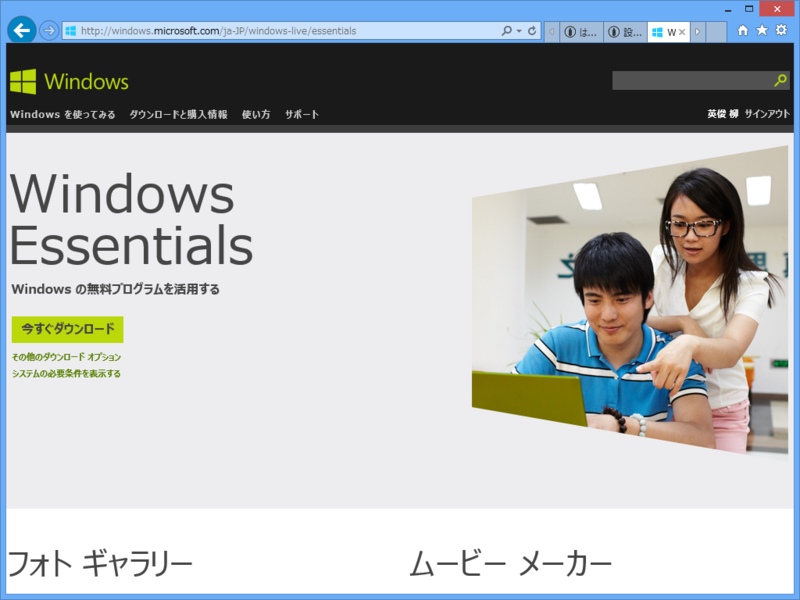 http://windows.microsoft.com/ja-JP/windows-live/essentials
は...
設...
W
Windows
Windows を使ってみる ダウンロードと購入情報 使い方 サポート
英俊 柳 サインアウト
Windows
Essentials
Windows の無料プログラムを活用する
今すぐダウンロード
その他のダウンロード オプション
システムの必要条件を表示する
フォト ギャラリー ムービー メーカー